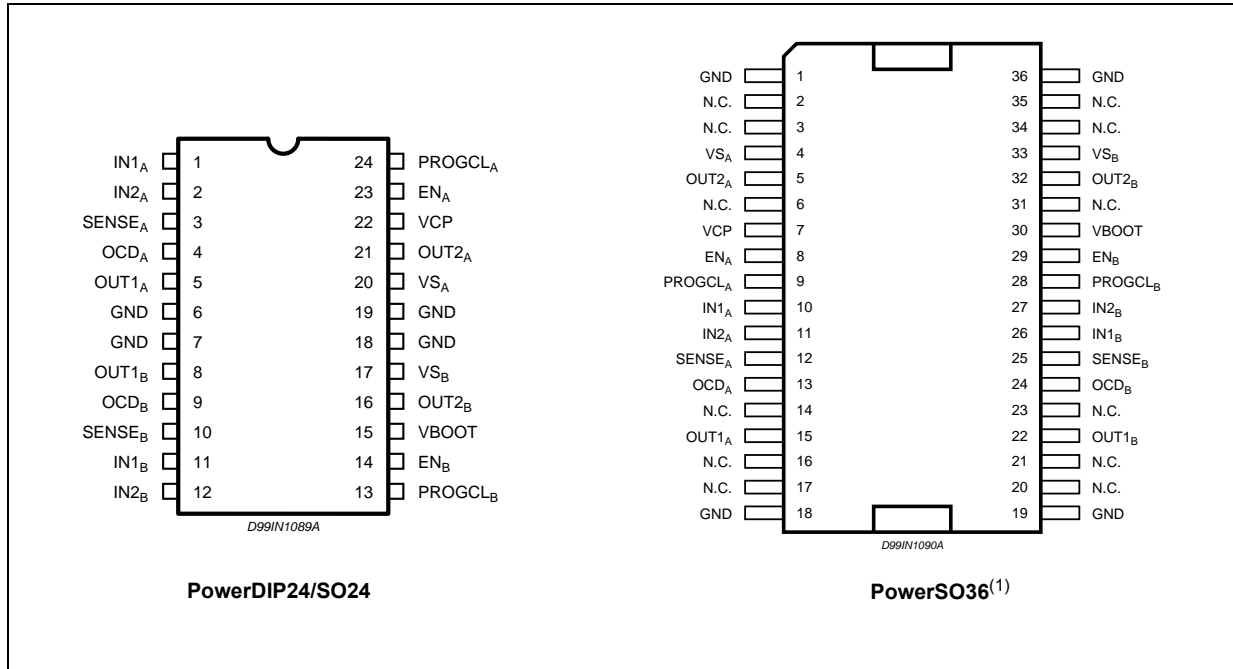 IN1A 1 24 PROGCLA
IN2A 2 23 ENA
SENSEA 3 22 VCP
OCDA 4 21 OUT2A
OUT1A 5 20 VSA
GND 6 19 GND
GND 7 18 GND
OUT1B 8 17 VSB
OCDB 9 16 OUT2B
SENSEB 10 15 VBOOT
IN1B 11 14 ENB
IN2B 12 13 PROGCLB
D99IN1089A
PowerDIP24/SO24
GND 1 36 GND
N.C. 2 35 N.C.
N.C. 3 34 N.C.
VSA 4 33 VSB
OUT2A 5 32 OUT2B
N.C. 6 31 N.C.
VCP 7 30 VBOOT
ENA 8 29 ENB
PROGCLA 9 28 PROGCLB
IN1A 10 27 IN2B
IN2A 11 26 IN1B
SENSEA 12 25 SENSEB
OCDA 13 24 OCDB
N.C. 14 23 N.C.
OUT1A 15 22 OUT1B
N.C. 16 21 N.C.
N.C. 17 20 N.C.
GND 18 19 GND
D99IN1090A
PowerSO36(1)